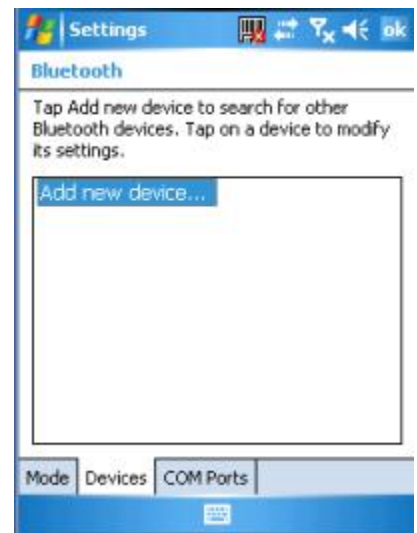 Settings
ok
Bluetooth
Tap Add new device to search for other
Bluetooth devices. Tap on a device to modify
its settings.
Add new device...
Mode Devices COM Ports